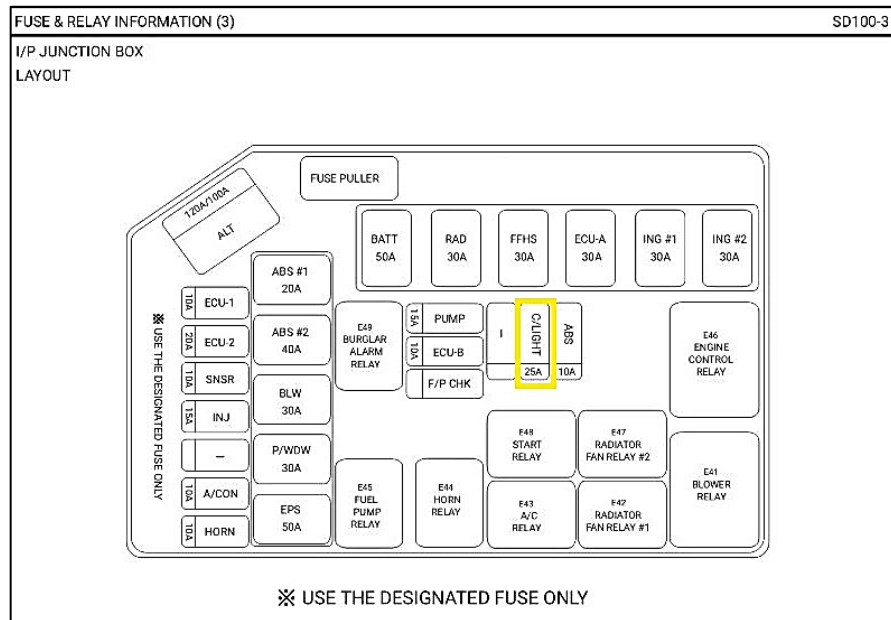 FUSE & RELAY INFORMATION (3)
SD100-3
I/P JUNCTION BOX
LAYOUT
FUSE PULLER
120A/100A
ALT
BATT
50A
RAD
30A
FFHS
30A
ECU-A
30A
ING #1
30A
ING #2
30A
ABS #1
20A
ABS #2
40A
BLW
30A
P/WDW
30A
EPS
50A
10A ECU-1
20A ECU-2
10A SNSR
15A INJ
–
10A A/CON
10A HORN
※ USE THE DESIGNATED FUSE ONLY
E49
BURGLAR
ALARM
RELAY
15A PUMP
10A ECU-B
F/P CHK
I
C/LIGHT
25A
ABS
10A
E46
ENGINE
CONTROL
RELAY
E48
START
RELAY
E47
RADIATOR
FAN RELAY #2
E45
FUEL
PUMP
RELAY
E44
HORN
RELAY
E43
A/C
RELAY
E42
RADIATOR
FAN RELAY #1
E41
BLOWER
RELAY
※ USE THE DESIGNATED FUSE ONLY